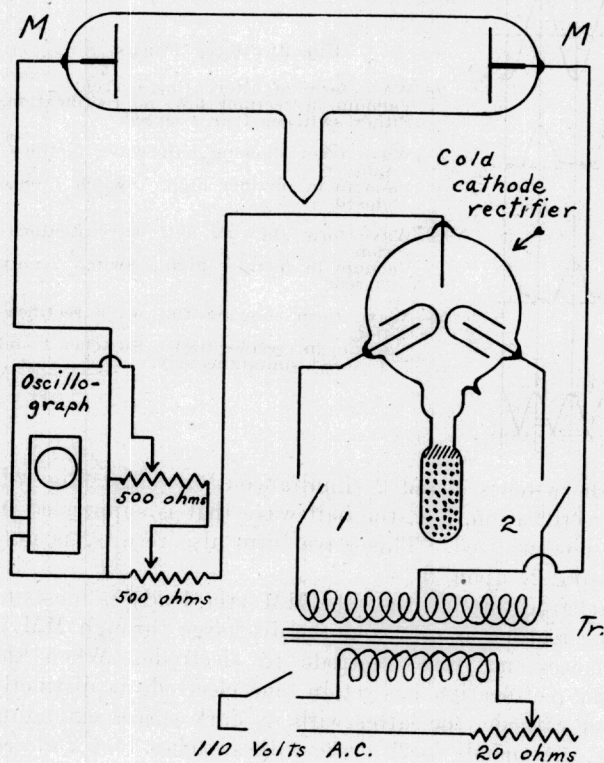 M
M
Cold
cathode
rectifier
Oscillo-
graph
500 ohms
500 ohms
1
2
Tr.
110 Volts A.C.
20 ohms